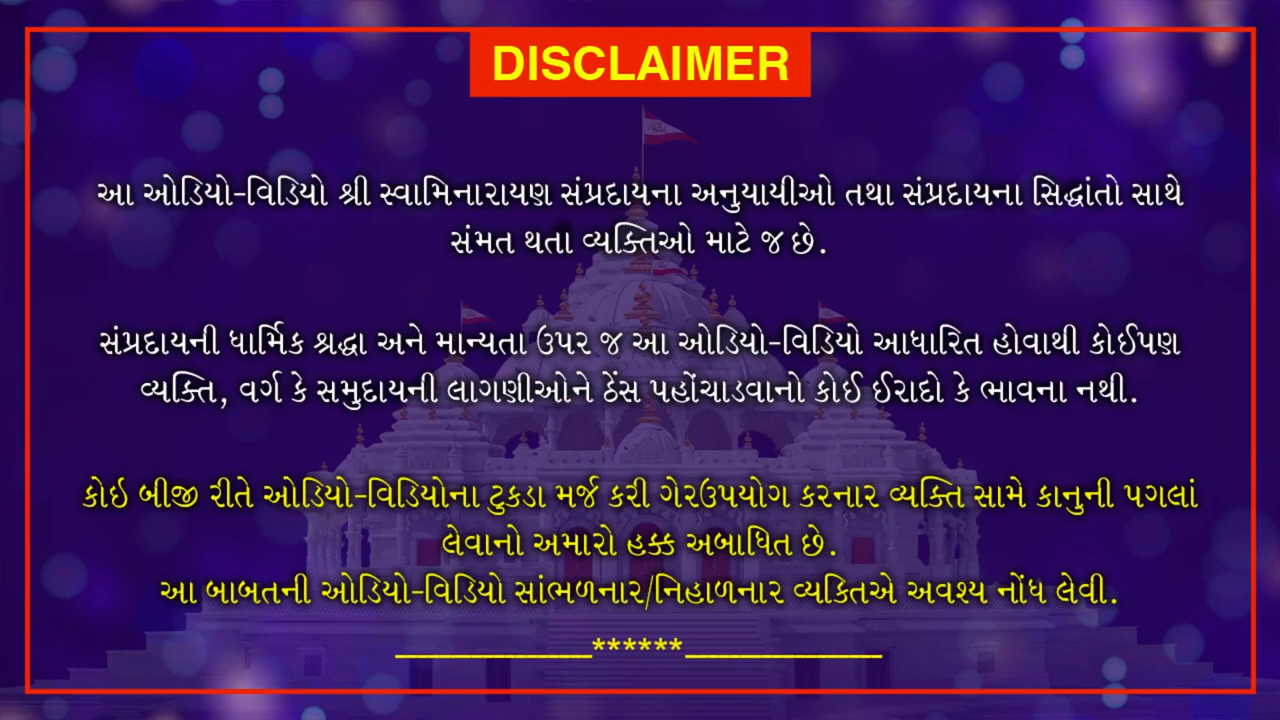 DISCLAIMER
આ ઓડિયો-વિડિયો શ્રી સ્વામિનારાયણ સંપ્રદાયના અનુયાયીઓ તથા સંપ્રદાયના સિદ્ધાંતો સાથે
સંમત થતા વ્યક્તિઓ માટે જ છે.
સંપ્રદાયની ધાર્મિક શ્રદ્ધા અને માન્યતા ઉપર જ આ ઓડિયો-વિડિયો આધારિત હોવાથી કોઈપણ
વ્યક્તિ, વર્ગ કે સમુદાયની લાગણીઓને ઠેંસ પહોંચાડવાનો કોઈ ઈરાદો કે ભાવના નથી.
કોઇ બીજી રીતે ઓડિયો-વિડિયોના ટુકડા મર્જ કરી ગેરઉપયોગ કરનાર વ્યક્તિ સામે કાનુની પગલાં
લેવાનો અમારો હક્ક અબાધિત છે.
આ બાબતની ઓડિયો-વિડિયો સાંભળનાર/નિહાળનાર વ્યકિતએ અવશ્ય નોંધ લેવી.
______________******______________